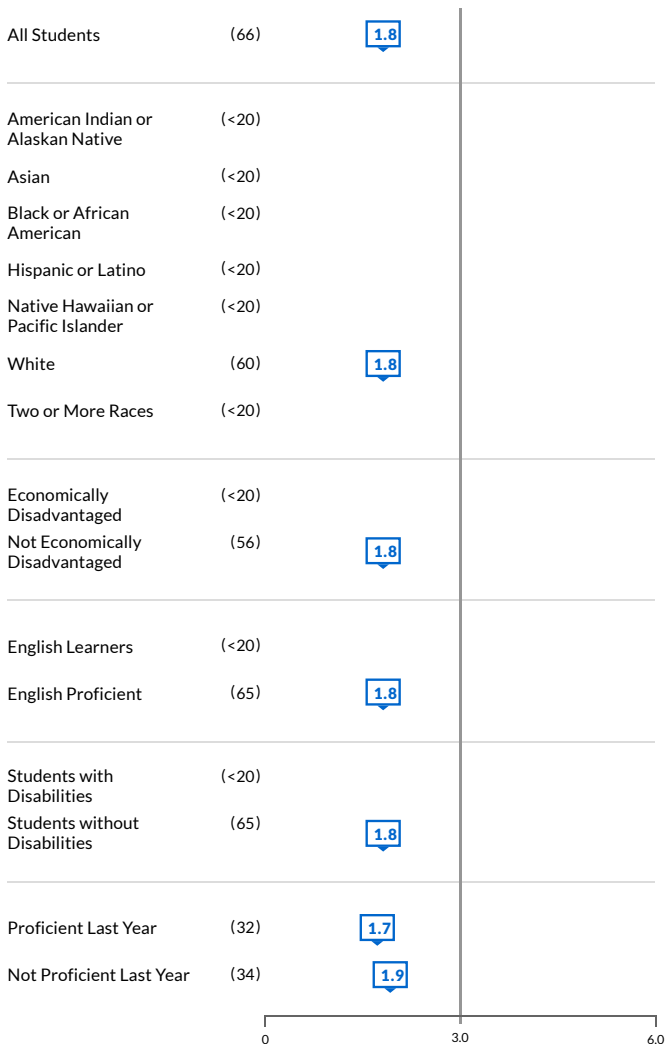 All Students (66) 1.8
American Indian or (<20)
Alaskan Native
Asian (<20)
Black or African (<20)
American
Hispanic or Latino (<20)
Native Hawaiian or (<20)
Pacific Islander
White (60) 1.8
Two or More Races (<20)
Economically (<20)
Disadvantaged
Not Economically (56) 1.8
Disadvantaged
English Learners (<20)
English Proficient (65) 1.8
Students with (<20)
Disabilities
Students without (65) 1.8
Disabilities
Proficient Last Year (32) 1.7
Not Proficient Last Year (34) 1.9
0 3.0 6.0